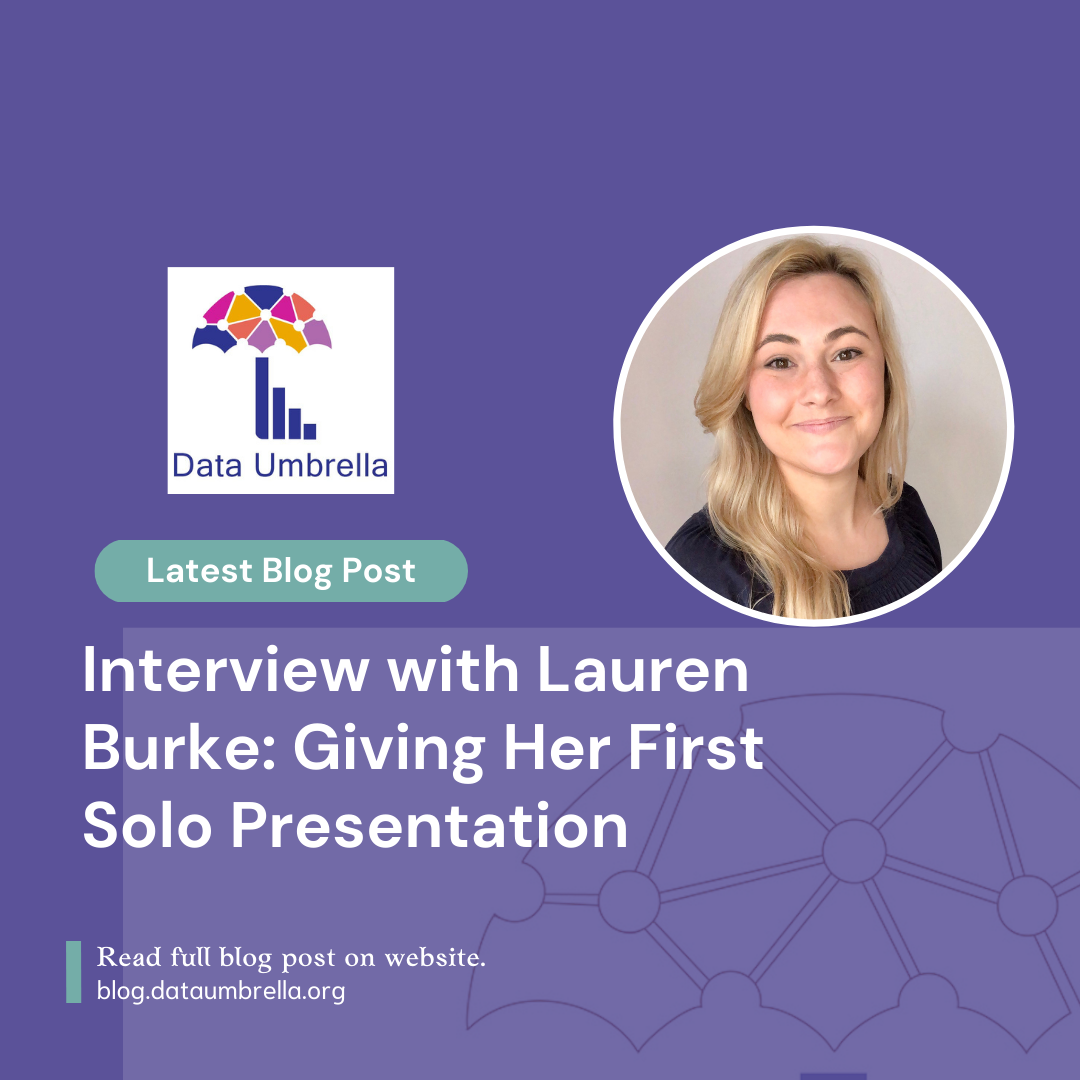 Data Umbrella
Latest Blog Post
Interview with Lauren
Burke: Giving Her First
Solo Presentation
Read full blog post on website.
blog.dataumbrella.org